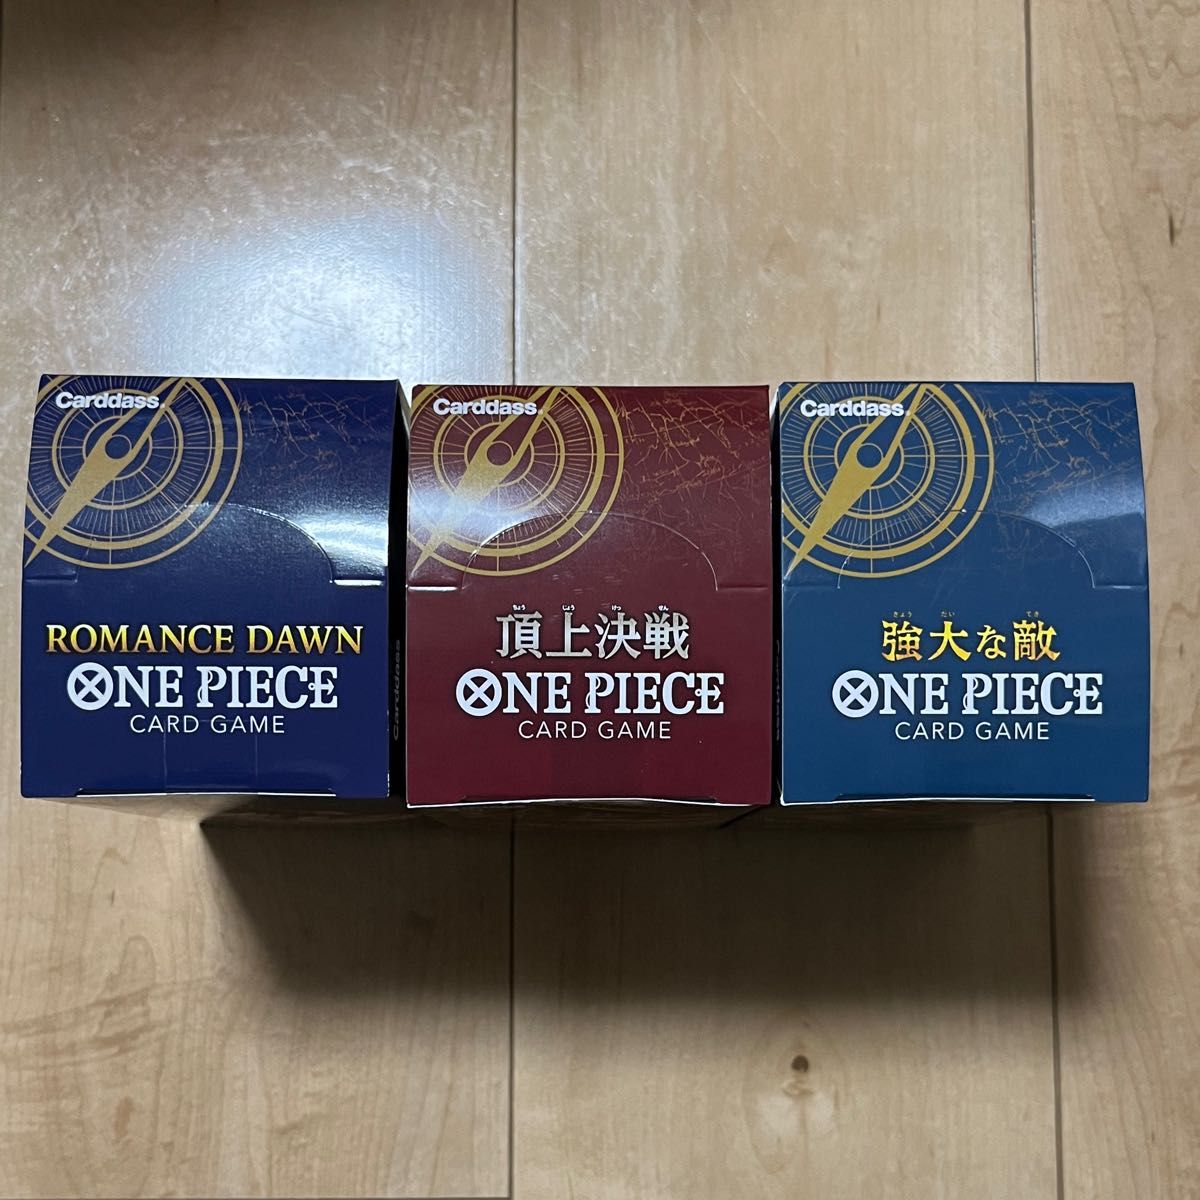 Carddass®
ROMANCE DAWN
ONE PIECE
CARD GAME
Carddass
Carddass®
ちょう じょう けっ せん
頂上決戦
ONE PIECE
CARD GAME
Carddass®
きょう だい てき
強大な敵
ONE PIECE
CARD GAME